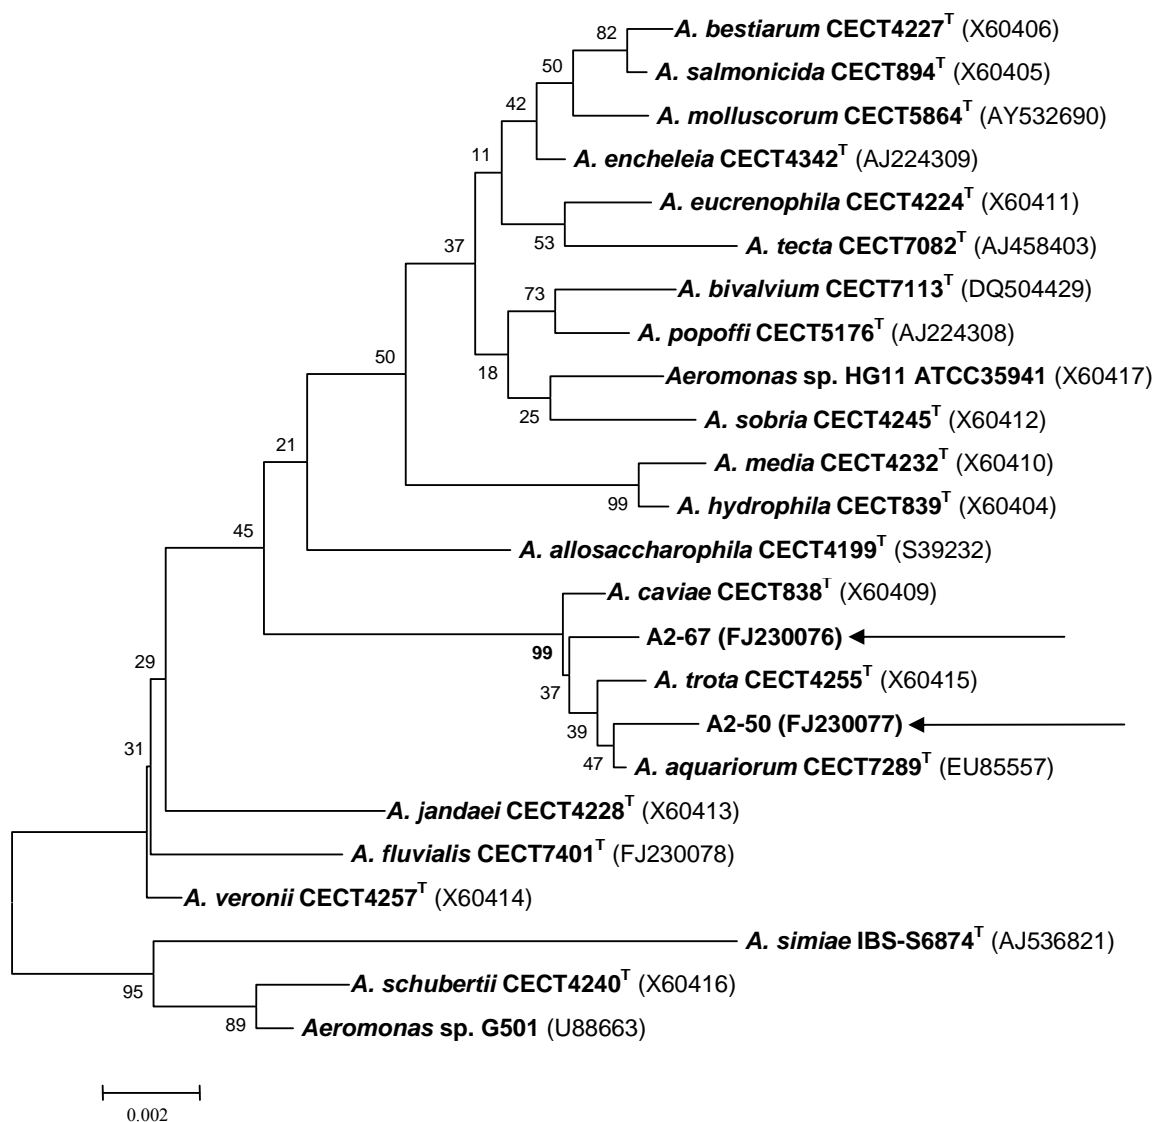 82
A. bestiarum CECT4227T (X60406)
50
A. salmonicida CECT894T (X60405)
42
A. molluscorum CECT5864T (AY532690)
11
A. encheleia CECT4342T (AJ224309)
A. eucrenophila CECT4224T (X60411)
37
53
A. tecta CECT7082T (AJ458403)
73
A. bivalvium CECT7113T (DQ504429)
A. popoffi CECT5176T (AJ224308)
50
18
Aeromonas sp. HG11 ATCC35941 (X60417)
25
A. sobria CECT4245T (X60412)
21
A. media CECT4232T (X60410)
99
A. hydrophila CECT839T (X60404)
45
A. allosaccharophila CECT4199T (S39232)
A. caviae CECT838T (X60409)
A2-67 (FJ230076)
29
99
37
A. trota CECT4255T (X60415)
39
A2-50 (FJ230077)
31
47
A. aquariorum CECT7289T (EU85557)
A. jandaei CECT4228T (X60413)
A. fluvialis CECT7401T (FJ230078)
A. veronii CECT4257T (X60414)
A. simiae IBS-S6874T (AJ536821)
95
A. schubertii CECT4240T (X60416)
89
Aeromonas sp. G501 (U88663)
0.002